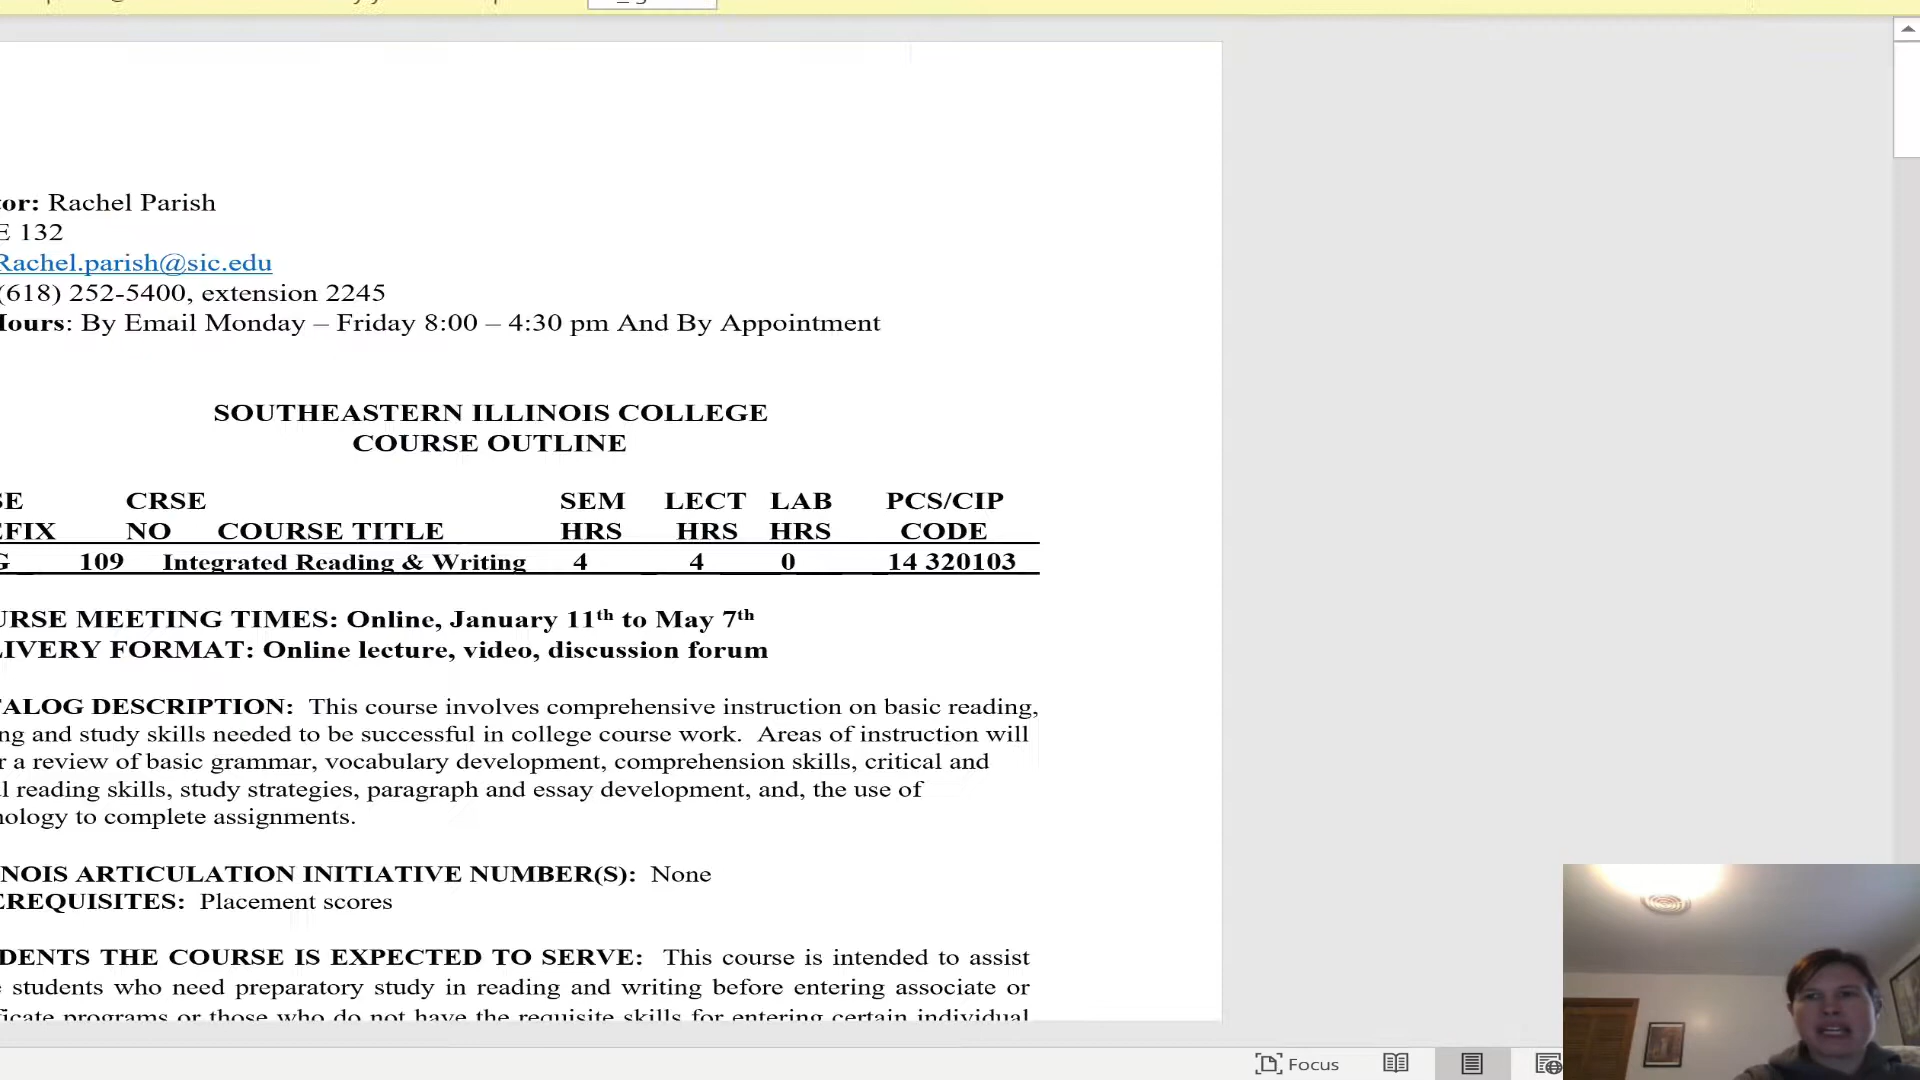 tor: Rachel Parish
E 132
Rachel.parish@sic.edu
(618) 252-5400, extension 2245
Hours: By Email Monday – Friday 8:00 – 4:30 pm And By Appointment
SOUTHEASTERN ILLINOIS COLLEGE
COURSE OUTLINE
SE CRSE SEM LECT LAB PCS/CIP
EFIX NO COURSE TITLE HRS HRS HRS CODE
G 109 Integrated Reading & Writing 4 4 0 14 320103
URSE MEETING TIMES: Online, January 11th to May 7th
LIVERY FORMAT: Online lecture, video, discussion forum
TALOG DESCRIPTION: This course involves comprehensive instruction on basic reading,
ng and study skills needed to be successful in college course work. Areas of instruction will
r a review of basic grammar, vocabulary development, comprehension skills, critical and
l reading skills, study strategies, paragraph and essay development, and, the use of
nology to complete assignments.
NOIS ARTICULATION INITIATIVE NUMBER(S): None
EREQUISITES: Placement scores
DENTS THE COURSE IS EXPECTED TO SERVE: This course is intended to assist
e students who need preparatory study in reading and writing before entering associate or
ficate programs or those who do not have the requisite skills for entering certain individual
Focus